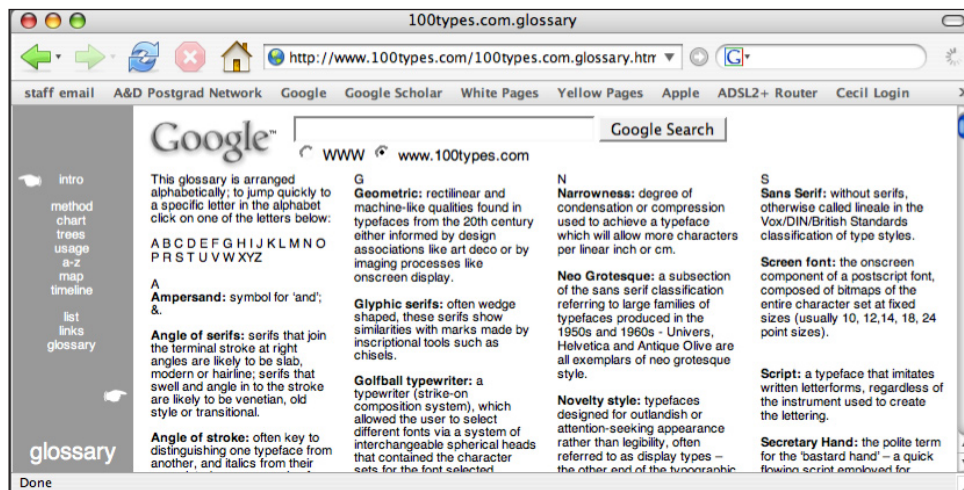 100types.com.glossary
http://www.100types.com/100types.com.glossary.htm
G
staff email A&D Postgrad Network Google Google Scholar White Pages Yellow Pages Apple ADSL2+ Router Cecil Login
Google™
Google Search
WWW www.100types.com
intro
method
chart
trees
usage
a-z
map
timeline
list
links
glossary
glossary
This glossary is arranged
alphabetically; to jump quickly to
a specific letter in the alphabet
click on one of the letters below:
A B C D E F G H I J K L M N O
P R S T U V W XYZ
A
Ampersand: symbol for 'and';
&.
Angle of serifs: serifs that join
the terminal stroke at right
angles are likely to be slab,
modern or hairline; serifs that
swell and angle in to the stroke
are likely to be venetian, old
style or transitional.
Angle of stroke: often key to
distinguishing one typeface from
another, and italics from their
G
Geometric: rectilinear and
machine-like qualities found in
typefaces from the 20th century
either informed by design
associations like art deco or by
imaging processes like
onscreen display.
Glyphic serifs: often wedge
shaped, these serifs show
similarities with marks made by
inscriptional tools such as
chisels.
Golfball typewriter: a
typewriter (strike-on
composition system), which
allowed the user to select
different fonts via a system of
interchangeable spherical heads
that contained the character
sets for the font selected
N
Narrowness: degree of
condensation or compression
used to achieve a typeface
which will allow more characters
per linear inch or cm.
Neo Grotesque: a subsection
of the sans serif classification
referring to large families of
typefaces produced in the
1950s and 1960s - Univers,
Helvetica and Antique Olive are
all exemplars of neo grotesque
style.
Novelty style: typefaces
designed for outlandish or
attention-seeking appearance
rather than legibility, often
referred to as display types –
the other end of the typographic
S
Sans Serif: without serifs,
otherwise called lineale in the
Vox/DIN/British Standards
classification of type styles.
Screen font: the onscreen
component of a postscript font,
composed of bitmaps of the
entire character set at fixed
sizes (usually 10, 12,14, 18, 24
point sizes).
Script: a typeface that imitates
written letterforms, regardless of
the instrument used to create
the lettering.
Secretary Hand: the polite term
for the 'bastard hand' – a quick
flowing script employed for
Done